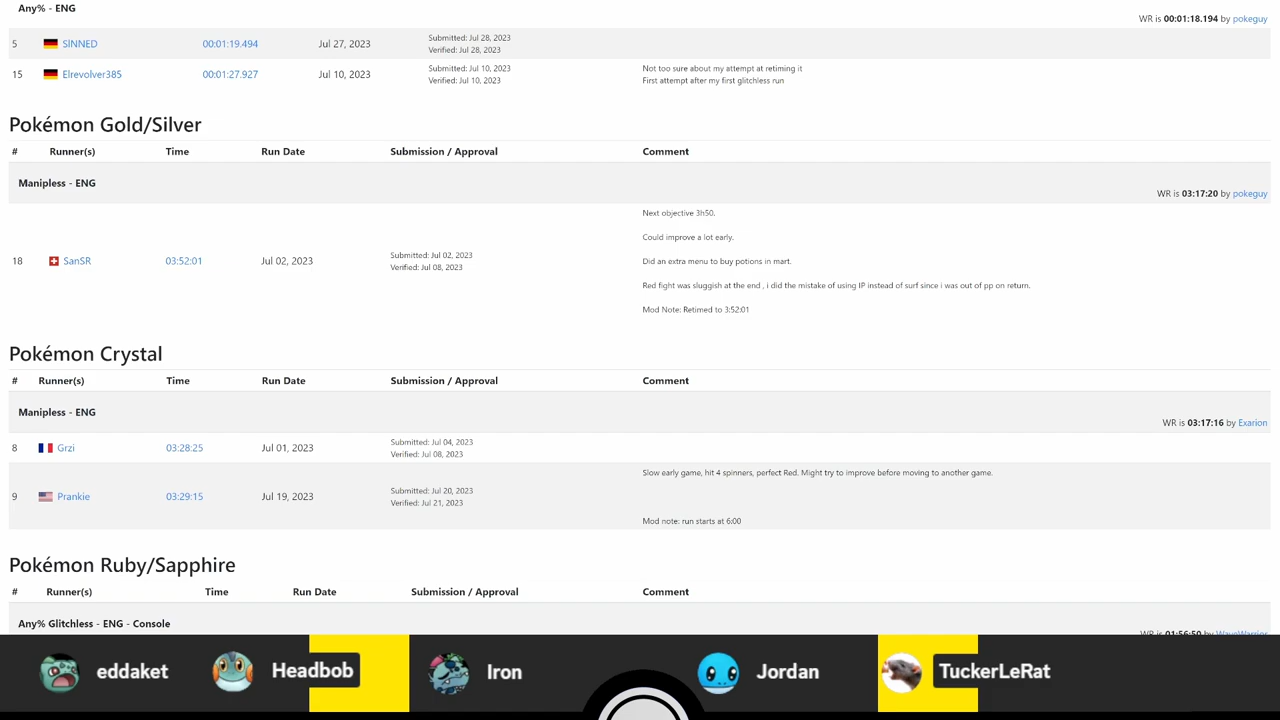 Any% - ENG
WR is 00:01:18.194 by pokeguy
5 SINNED 00:01:19.494 Jul 27, 2023 Submitted: Jul 28, 2023
Verified: Jul 28, 2023
15 Elrevolver385 00:01:27.927 Jul 10, 2023 Submitted: Jul 10, 2023 Not too sure about my attempt at retiming it
Verified: Jul 10, 2023 First attempt after my first glitchless run
Pokémon Gold/Silver
# Runner(s) Time Run Date Submission / Approval Comment
Manipless - ENG
WR is 03:17:20 by pokeguy
Next objective 3h50.
Could improve a lot early.
18 SanSR 03:52:01 Jul 02, 2023 Submitted: Jul 02, 2023 Did an extra menu to buy potions in mart.
Verified: Jul 08, 2023
Red fight was sluggish at the end , i did the mistake of using IP instead of surf since i was out of pp on return.
Mod Note: Retimed to 3:52:01
Pokémon Crystal
# Runner(s) Time Run Date Submission / Approval Comment
Manipless - ENG
WR is 03:17:16 by Exarion
8 Grzi 03:28:25 Jul 01, 2023 Submitted: Jul 04, 2023
Verified: Jul 08, 2023
Slow early game, hit 4 spinners, perfect Red. Might try to improve before moving to another game.
9 Prankie 03:29:15 Jul 19, 2023 Submitted: Jul 20, 2023
Verified: Jul 21, 2023
Mod note: run starts at 6:00
Pokémon Ruby/Sapphire
# Runner(s) Time Run Date Submission / Approval Comment
Any% Glitchless - ENG - Console
WR is 01:56:50 by WaveWarrior
eddaket Headbob Iron Jordan TuckerLeRat